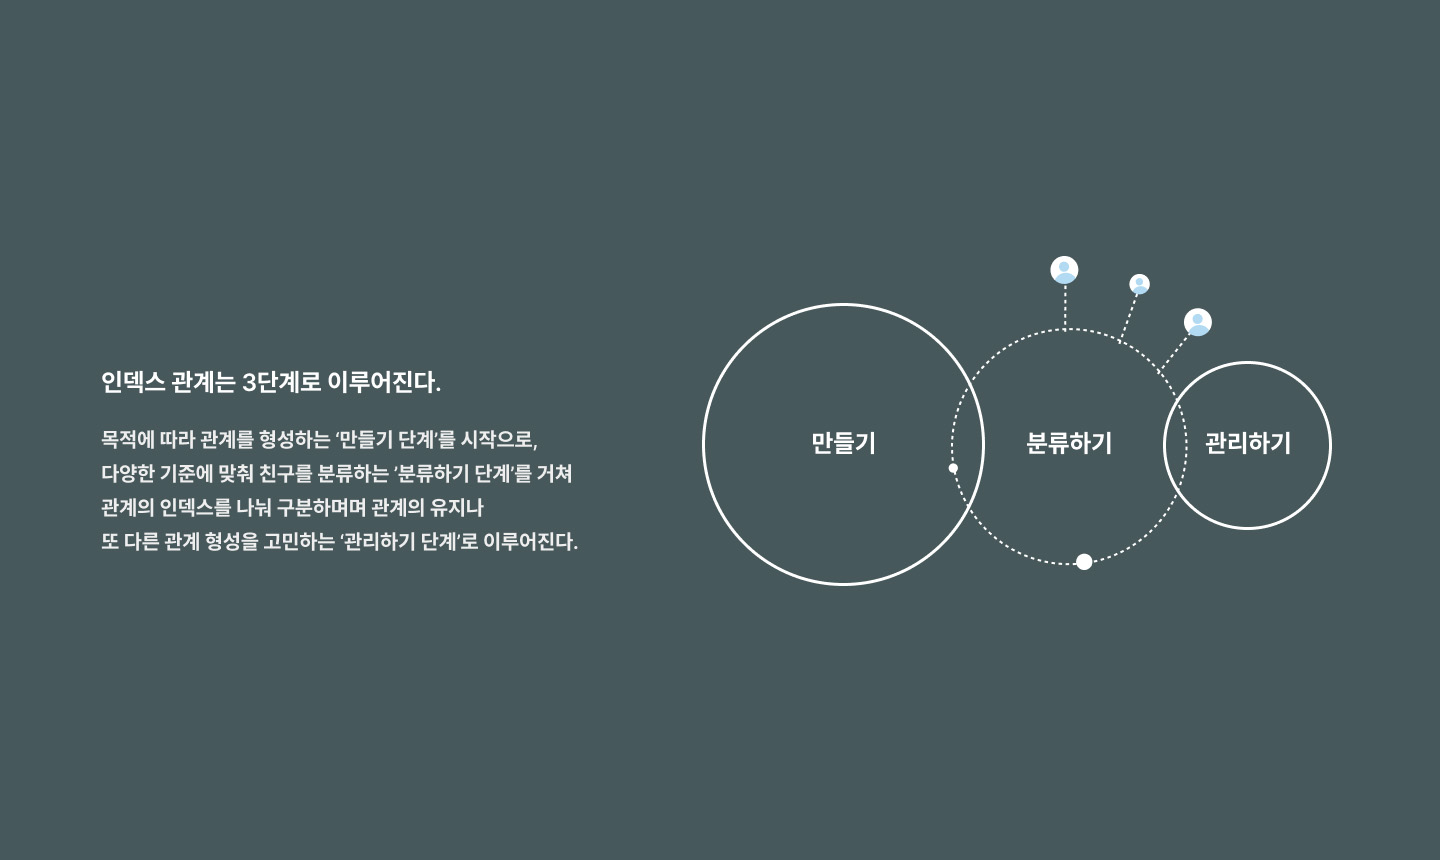 인덱스 관계는 3단계로 이루어진다.
목적에 따라 관계를 형성하는 ‘만들기 단계’를 시작으로,
다양한 기준에 맞춰 친구를 분류하는 ’분류하기 단계’를 거쳐
관계의 인덱스를 나눠 구분하며며 관계의 유지나
또 다른 관계 형성을 고민하는 ‘관리하기 단계’로 이루어진다.
만들기
분류하기
관리하기